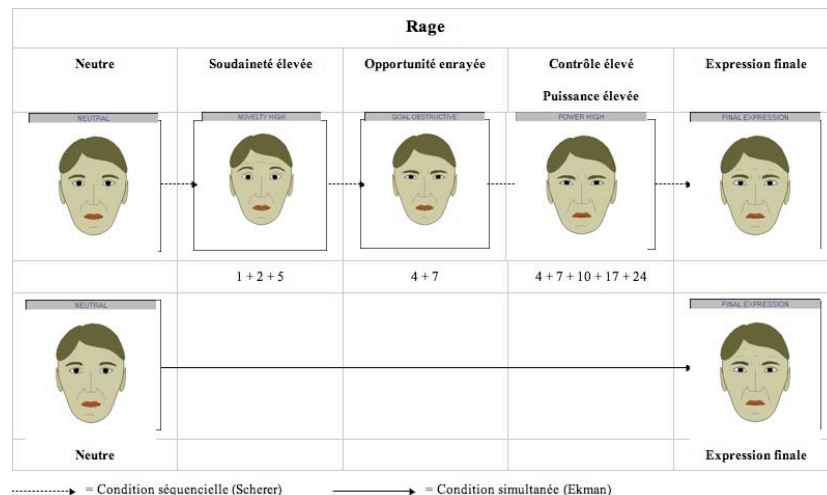 Rage
Neutre Soudaineté élevée Opportunité enrayée Contrôle élevé Expression finale
Puissance élevée
NEUTRAL NOVELTY HIGH GOAL OBSTRUCTIVE POWER HIGH FINAL EXPRESSION
1 + 2 + 5 4 + 7 4 + 7 + 10 + 17 + 24
NEUTRAL FINAL EXPRESSION
Neutre Expression finale
= Condition séquencielle (Scherer) = Condition simultanée (Ekman)